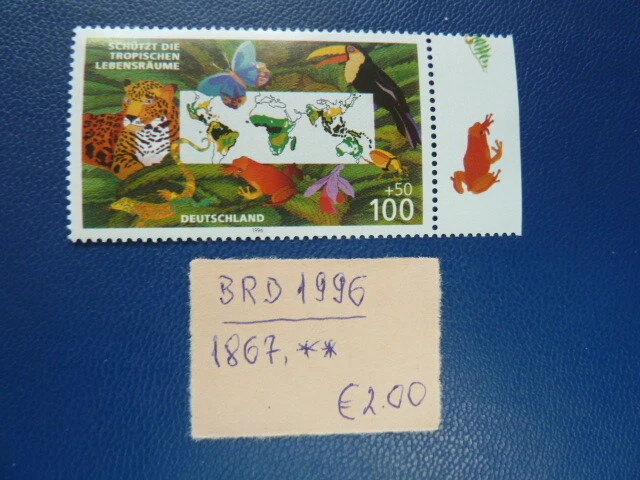 SCHÜTZT DIE
TROPISCHEN
LEBENSRÄUME
+50
100
DEUTSCHLAND
1996
BRD 1996
1867, **
€2.00